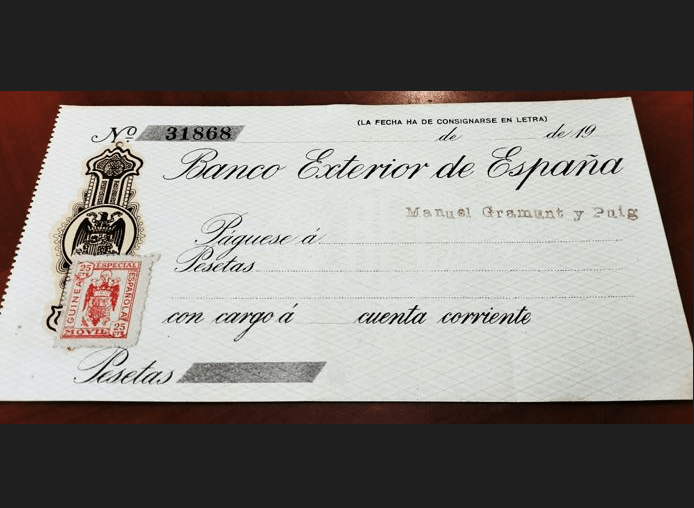 (LA FECHA HA DE CONSIGNARSE EN LETRA)
Nº 31868 de de 19
Banco Exterior de España
Manuel Gramunt y Puig
Páguese á
Pesetas
con cargo á cuenta corriente
Pesetas
ESPECIAL
25
GUINEA
ESPAÑOLA
MOVIL
25